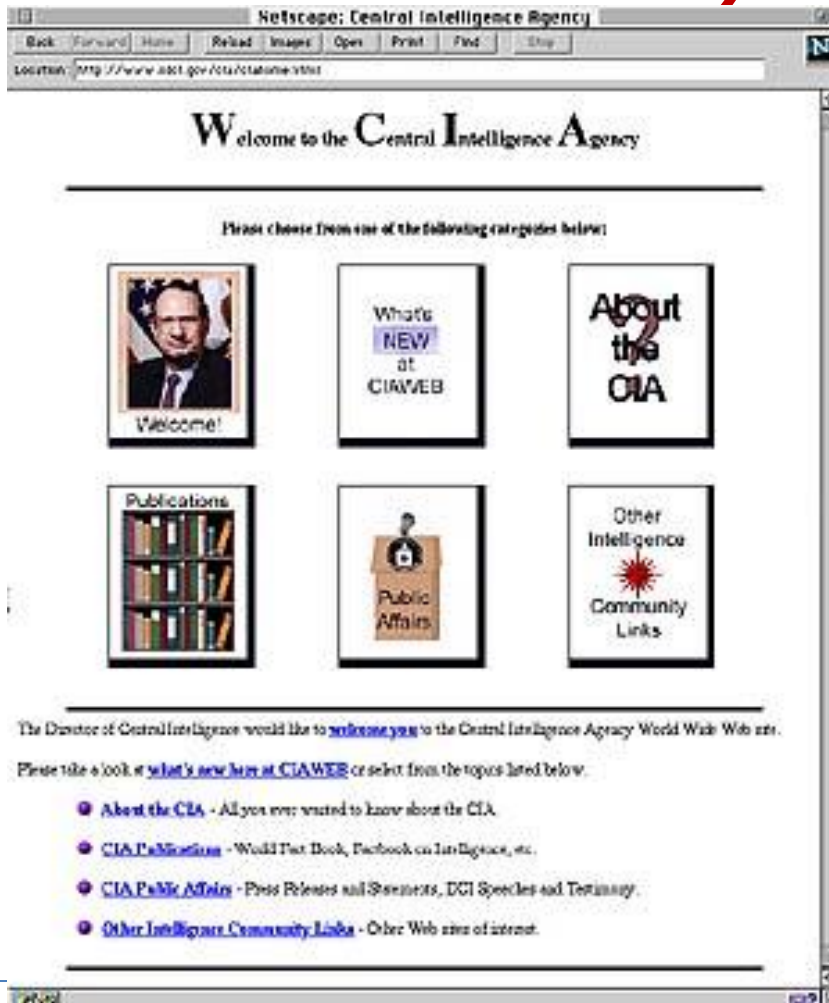 Netscape: Central Intelligence Agency
Back Forward Home Reload Images Open Print Find Stop
Location:
N
Welcome to the Central Intelligence Agency
Please choose from one of the following categories below:
Welcome!
What's
NEW
at
CIAWEB
About
the
CIA
?
Publications
Public
Affairs
Other
Intelligence
Community
Links
The Director of Central Intelligence would like to welcome you to the Central Intelligence Agency World Wide Web site.
Please take a look at what's new here at CIAWEB or select from the topics listed below.
About the CIA - All you ever wanted to know about the CIA.
CIA Publications - World Fact Book, Factbook on Intelligence, etc.
CIA Public Affairs - Press Releases and Statements, DCI Speeches and Testimony.
Other Intelligence Community Links - Other Web sites of interest.